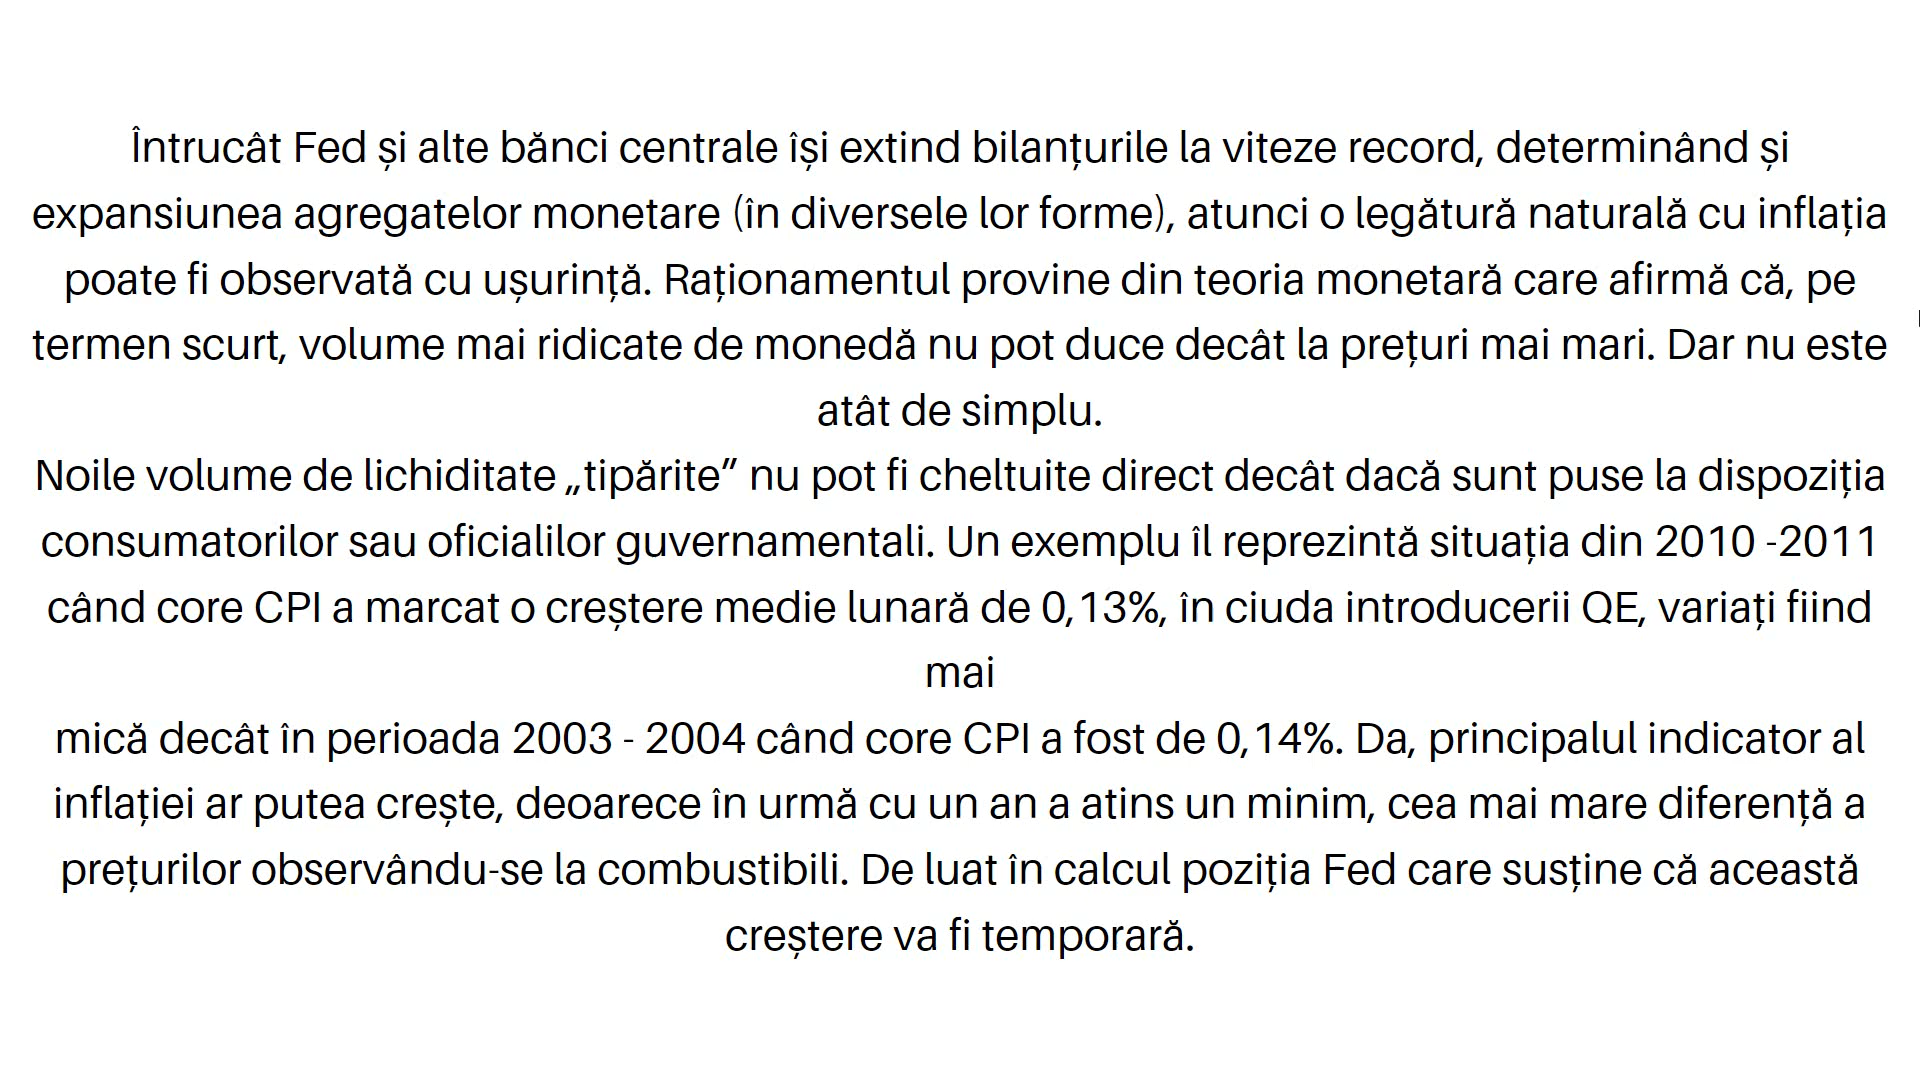 Întrucât Fed și alte bănci centrale își extind bilanțurile la viteze record, determinând și
expansiunea agregatelor monetare (în diversele lor forme), atunci o legătură naturală cu inflația
poate fi observată cu ușurință. Raționamentul provine din teoria monetară care afirmă că, pe
termen scurt, volume mai ridicate de monedă nu pot duce decât la prețuri mai mari. Dar nu este
atât de simplu.
Noile volume de lichiditate „tipărite” nu pot fi cheltuite direct decât dacă sunt puse la dispoziția
consumatorilor sau oficialilor guvernamentali. Un exemplu îl reprezintă situația din 2010 -2011
când core CPI a marcat o creștere medie lunară de 0,13%, în ciuda introducerii QE, variați fiind
mai
mică decât în perioada 2003 - 2004 când core CPI a fost de 0,14%. Da, principalul indicator al
inflației ar putea crește, deoarece în urmă cu un an a atins un minim, cea mai mare diferență a
prețurilor observându-se la combustibili. De luat în calcul poziția Fed care susține că această
creștere va fi temporară.